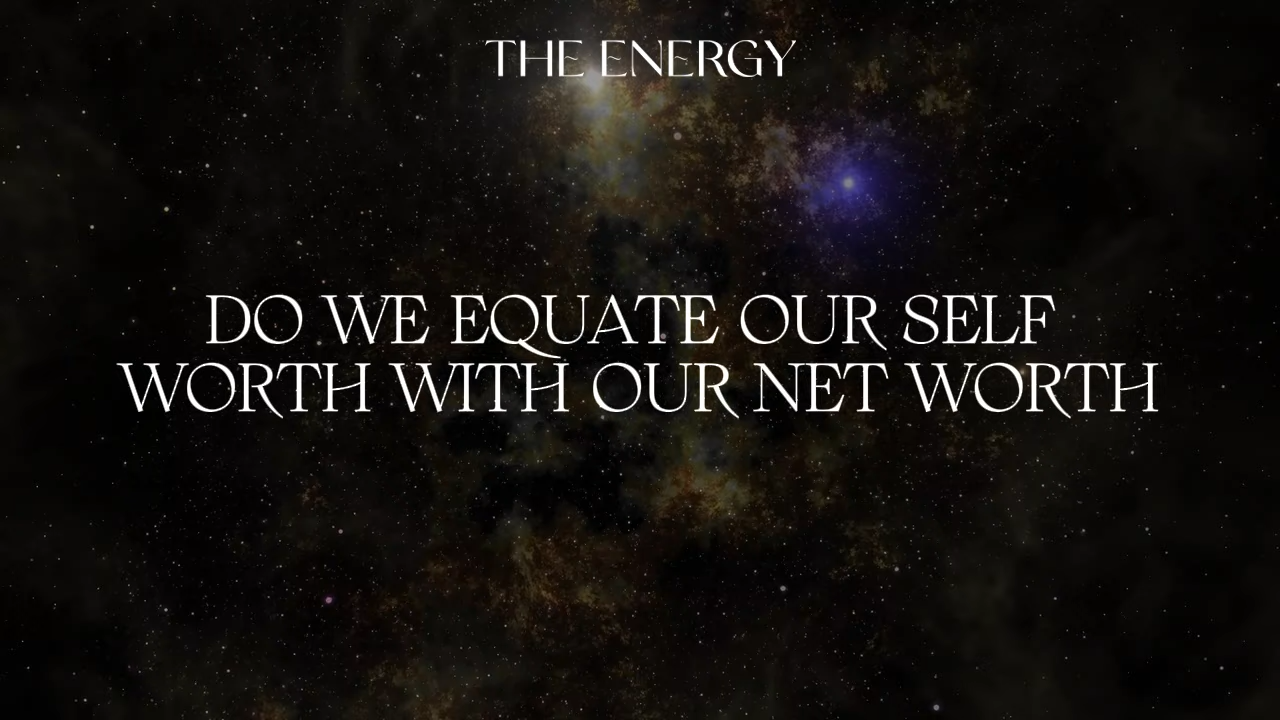 THE ENERGY
DO WE EQUATE OUR SELF
WORTH WITH OUR NET WORTH